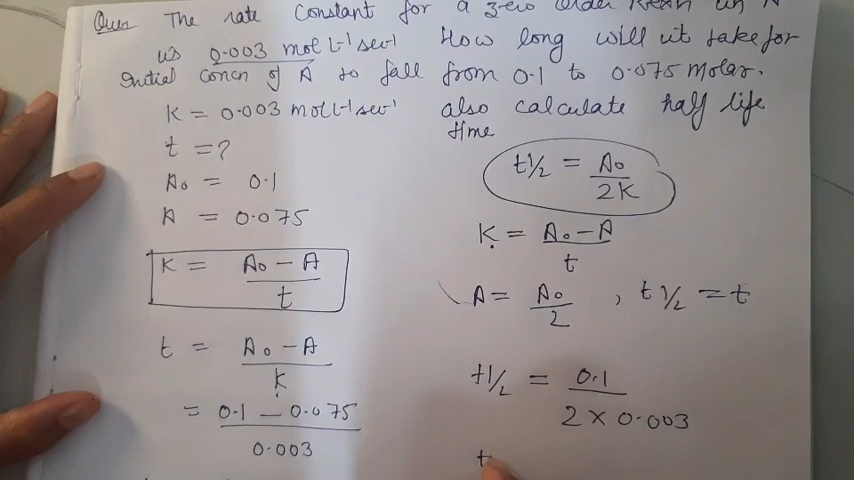 Ques The rate Constant for a zero order
is 0.003 mol L-1 sec-1 How long will it take for
initial concn of A to fall from 0.1 to 0.075 Molar.
K = 0.003 mol L-1 sec-1 also calculate half life
time
t = ?
A0 = 0.1
A = 0.075
K = A0 - A / t
t = A0 - A / K
= 0.1 - 0.075 / 0.003
t1/2 = A0 / 2K
K = A0 - A / t
A = A0 / 2 , t1/2 = t
t1/2 = 0.1 / 2 × 0.003
t